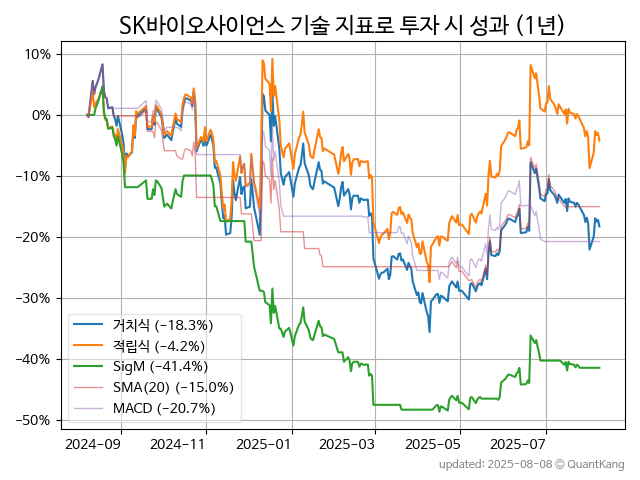 SK바이오사이언스 기술 지표로 투자 시 성과 (1년)
10%
0%
−10%
−20%
−30%
−40%
−50%
거치식 (−18.3%)
적립식 (−4.2%)
SigM (−41.4%)
SMA(20) (−15.0%)
MACD (−20.7%)
2024-09
2024-11
2025-01
2025-03
2025-05
2025-07
updated: 2025-08-08 © QuantKang